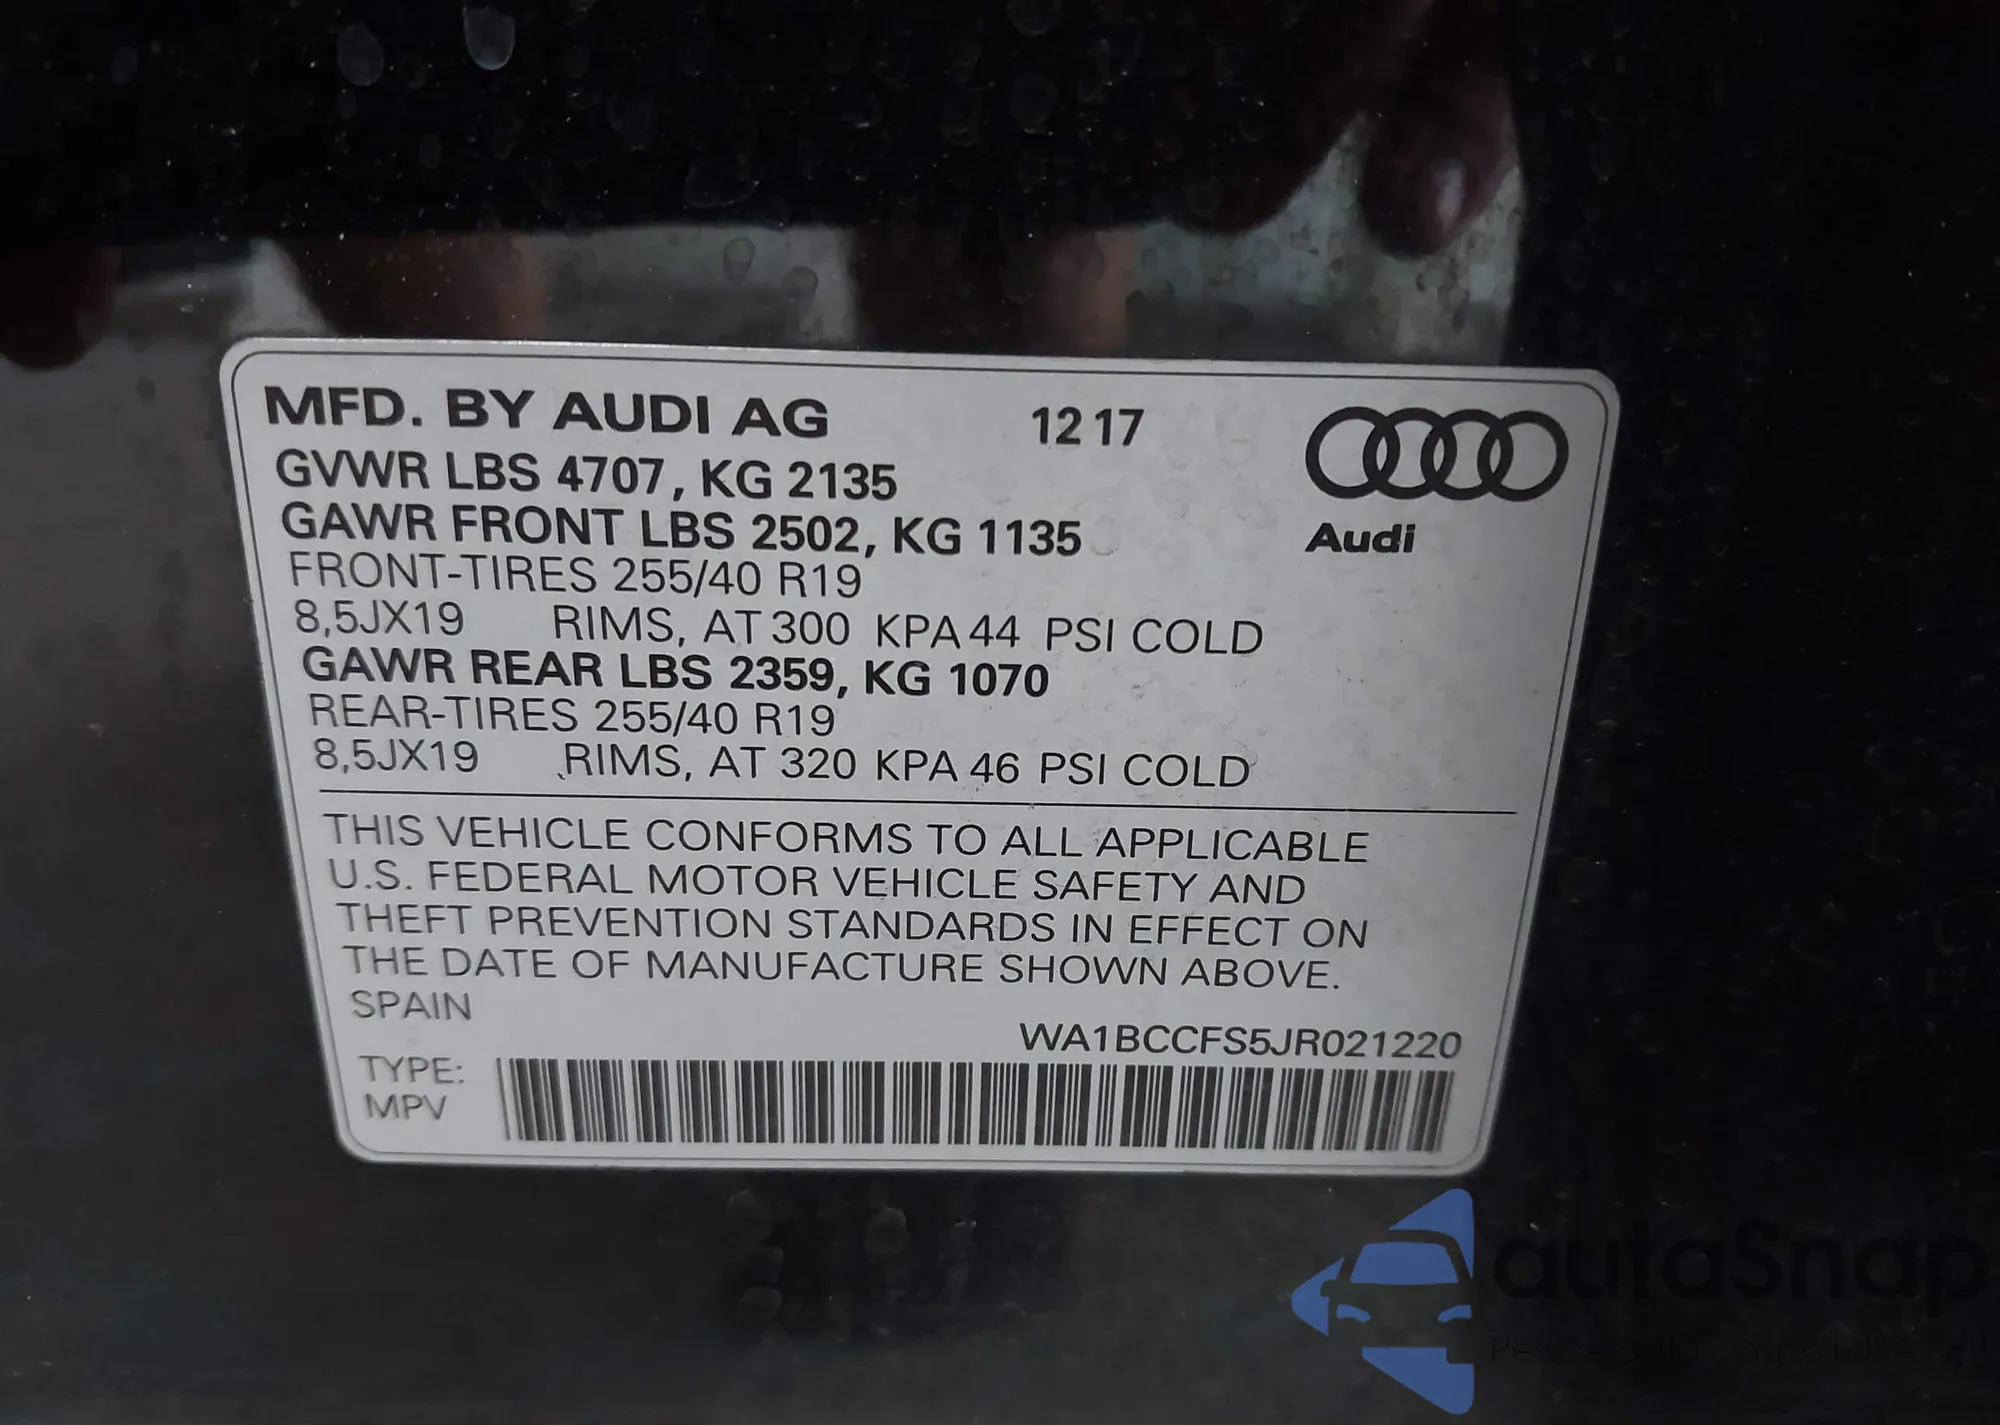 MFD. BY AUDI AG 12 17
GVWR LBS 4707, KG 2135
GAWR FRONT LBS 2502, KG 1135
Audi
FRONT-TIRES 255/40 R19
8,5JX19 RIMS, AT 300 KPA 44 PSI COLD
GAWR REAR LBS 2359, KG 1070
REAR-TIRES 255/40 R19
8,5JX19 RIMS, AT 320 KPA 46 PSI COLD
THIS VEHICLE CONFORMS TO ALL APPLICABLE
U.S. FEDERAL MOTOR VEHICLE SAFETY AND
THEFT PREVENTION STANDARDS IN EFFECT ON
THE DATE OF MANUFACTURE SHOWN ABOVE.
SPAIN
WA1BCCFS5JR021220
TYPE:
MPV
autaSnap